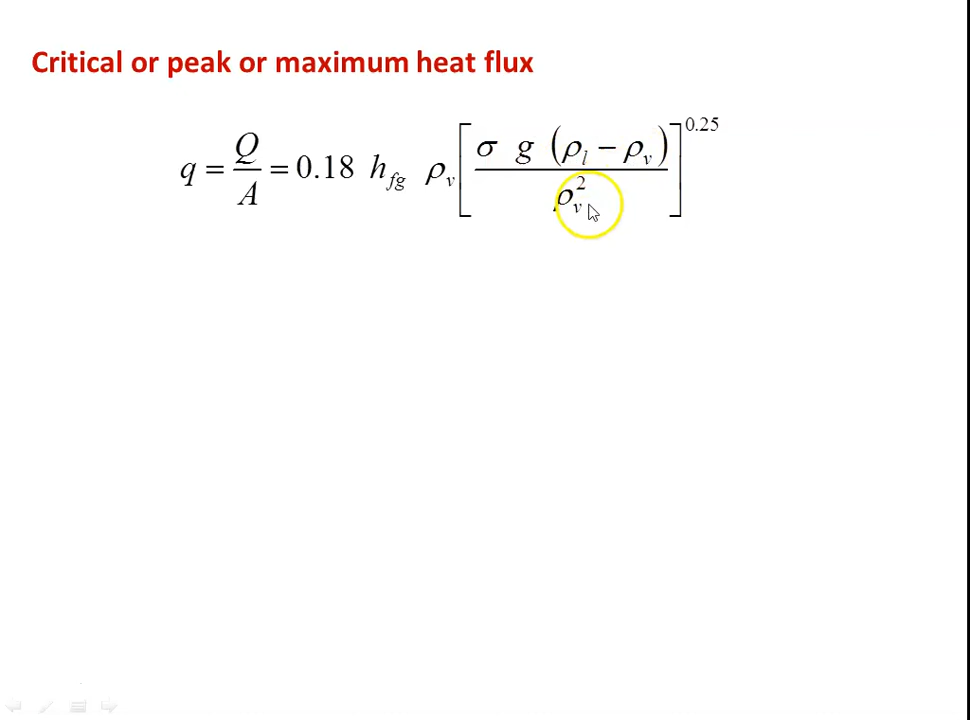 Critical or peak or maximum heat flux
q = Q/A = 0.18 h_fg ρ_v [σ g (ρ_l − ρ_v) / ρ_v^2]^0.25